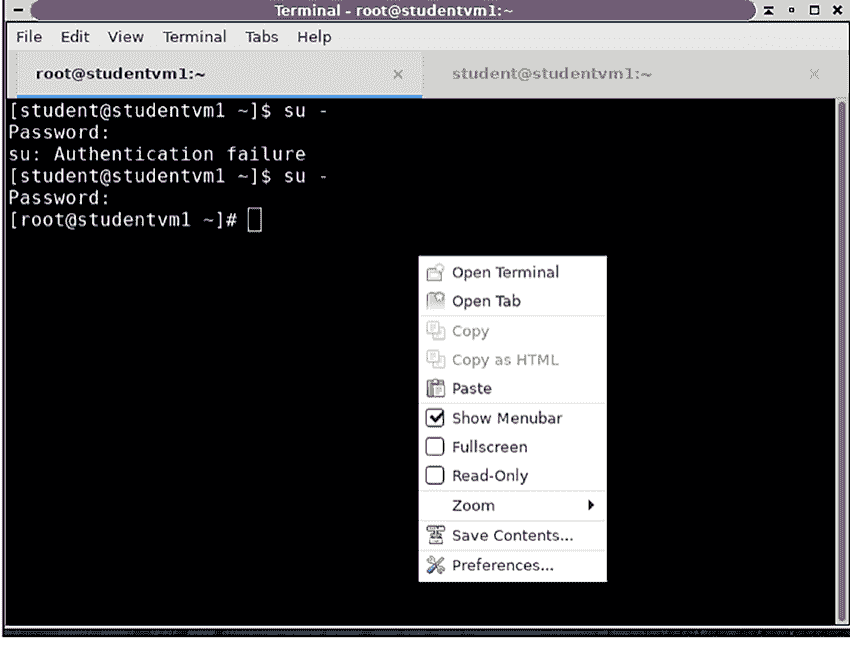 Terminal - root@studentvm1:~
File Edit View Terminal Tabs Help
root@studentvm1:~ student@studentvm1:~
[student@studentvm1 ~]$ su -
Password:
su: Authentication failure
[student@studentvm1 ~]$ su -
Password:
[root@studentvm1 ~]#
Open Terminal
Open Tab
Copy
Copy as HTML
Paste
Show Menubar
Fullscreen
Read-Only
Zoom
Save Contents...
Preferences...